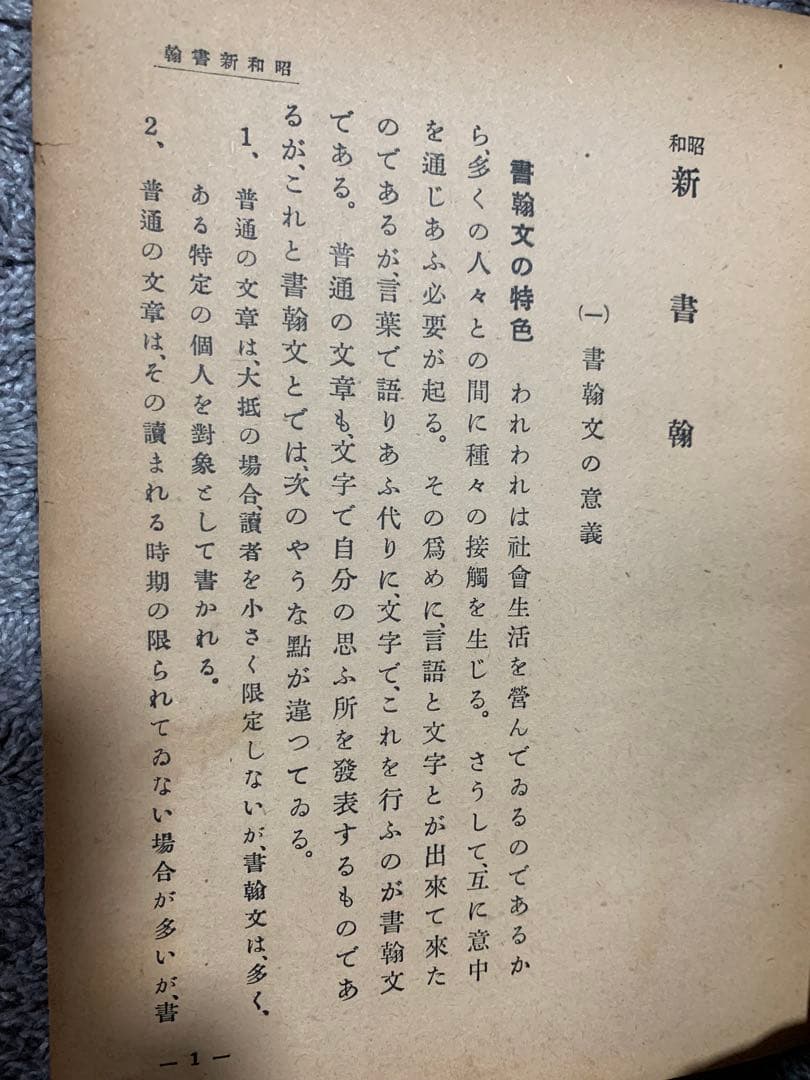 昭和新書翰
昭和 新書翰
(一) 書翰文の意義
書翰文の特色 われわれは社會生活を營んでゐるのであるか
ら、多くの人々との間に種々の接觸を生じる。さうして、互に意中
を通じあふ必要が起る。その爲めに、言語と文字とが出來て來た
のであるが、言葉で語りあふ代りに、文字で、これを行ふのが書翰文
である。普通の文章も、文字で自分の思ふ所を發表するものであ
るが、これと書翰文とでは、次のやうな點が違つてゐる。
1、普通の文章は、大抵の場合、讀者を小さく限定しないが、書翰文は、多く、
ある特定の個人を對象として書かれる。
2、普通の文章は、その讀まれる時期の限られてゐない場合が多いが、書
— 1 —